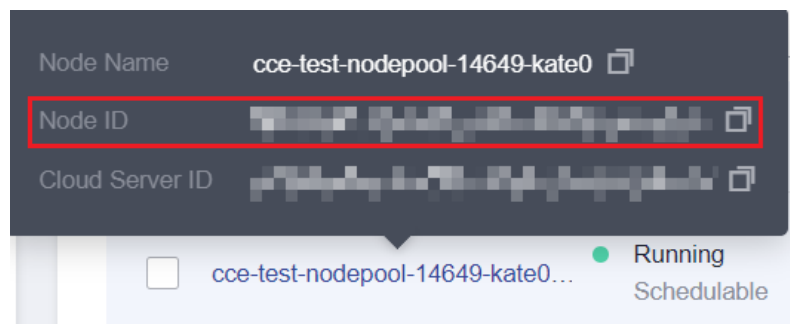 Node Name cce-test-nodepool-14649-kate0
Node ID
Cloud Server ID
cce-test-nodepool-14649-kate0... Running
Schedulable